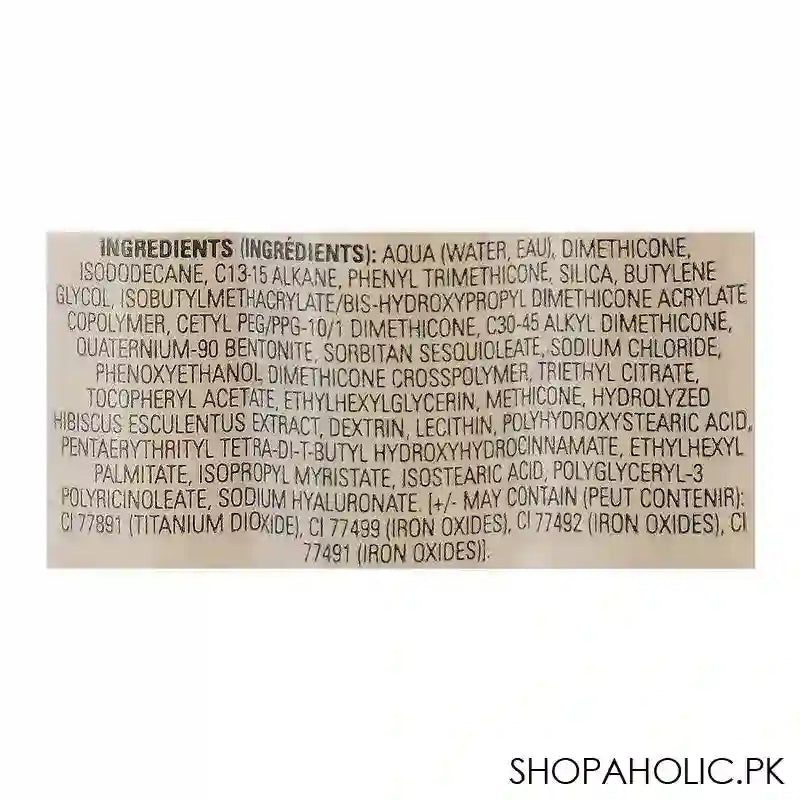 INGREDIENTS (INGRÉDIENTS): AQUA (WATER, EAU), DIMETHICONE,
ISODODECANE, C13-15 ALKANE, PHENYL TRIMETHICONE, SILICA, BUTYLENE
GLYCOL, ISOBUTYLMETHACRYLATE/BIS-HYDROXYPROPYL DIMETHICONE ACRYLATE
COPOLYMER, CETYL PEG/PPG-10/1 DIMETHICONE, C30-45 ALKYL DIMETHICONE,
QUATERNIUM-90 BENTONITE, SORBITAN SESQUIOLEATE, SODIUM CHLORIDE,
PHENOXYETHANOL DIMETHICONE CROSSPOLYMER, TRIETHYL CITRATE,
TOCOPHERYL ACETATE, ETHYLHEXYLGLYCERIN, METHICONE, HYDROLYZED
HIBISCUS ESCULENTUS EXTRACT, DEXTRIN, LECITHIN, POLYHYDROXYSTEARIC ACID,
PENTAERYTHRITYL TETRA-DI-T-BUTYL HYDROXYHYDROCINNAMATE, ETHYLHEXYL
PALMITATE, ISOPROPYL MYRISTATE, ISOSTEARIC ACID, POLYGLYCERYL-3
POLYRICINOLEATE, SODIUM HYALURONATE. [+/- MAY CONTAIN (PEUT CONTENIR):
CI 77891 (TITANIUM DIOXIDE), CI 77499 (IRON OXIDES), CI 77492 (IRON OXIDES), CI
77491 (IRON OXIDES)].
SHOPAHOLIC.PK